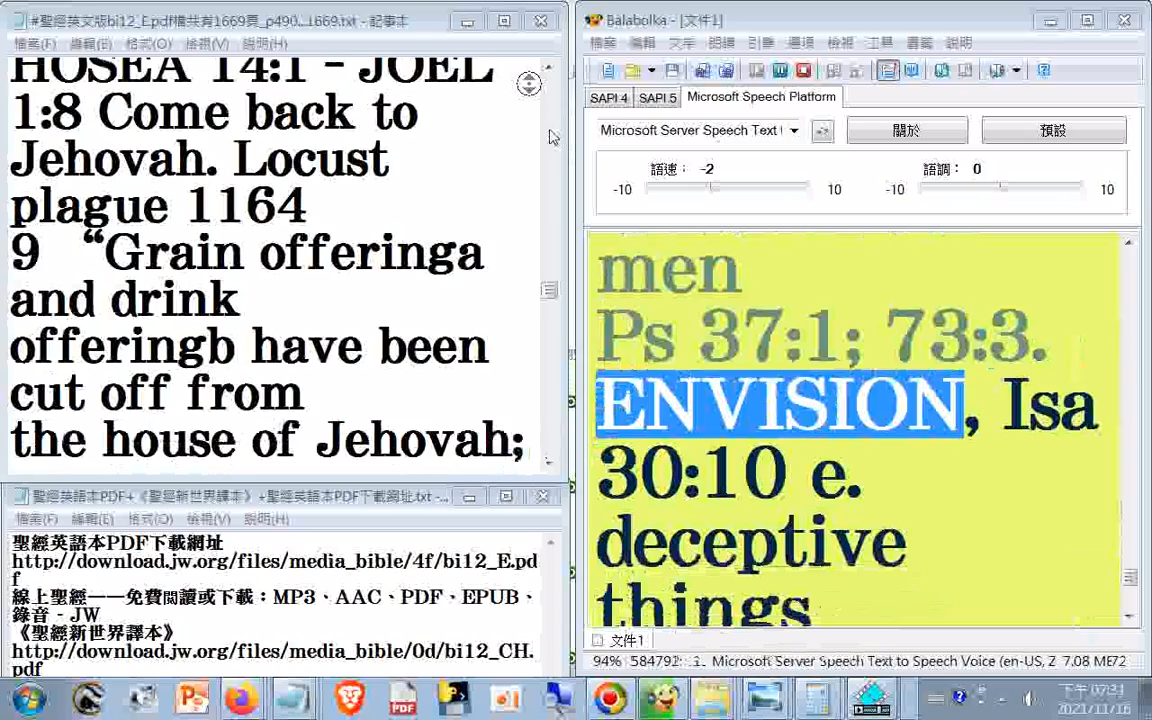 #聖經英文版bi12_E.pdf檔共有1669頁_p490...1669.txt - 記事本
檔案(F) 編輯(E) 格式(O) 檢視(V) 說明(H)
HOSEA 14:1 – JOEL
1:8 Come back to
Jehovah. Locust
plague 1164
9 “Grain offeringa
and drink
offeringb have been
cut off from
the house of Jehovah;
聖經英語本PDF+《聖經新世界譯本》+聖經英語本PDF下載網址.txt - ...
檔案(F) 編輯(E) 格式(O) 檢視(V) 說明(H)
聖經英語本PDF下載網址
http://download.jw.org/files/media_bible/4f/bi12_E.pd
f
線上聖經——免費閱讀或下載：MP3、AAC、PDF、EPUB、
錄音 - JW
《聖經新世界譯本》
http://download.jw.org/files/media_bible/0d/bi12_CH.
pdf
Balabolka - [文件1]
檔案 編輯 文字 朗讀 引擎 選項 檢視 工具 書籤 說明
SAPI 4 SAPI 5 Microsoft Speech Platform
Microsoft Server Speech Text 關於 預設
語速： -2 語調： 0
-10 10 -10 10
men
Ps 37:1; 73:3.
ENVISION, Isa
30:10 e.
deceptive
things
文件1
94% Microsoft Server Speech Text to Speech Voice (en-US, Z 7.08 ME
下午 07:31
2021/11/16